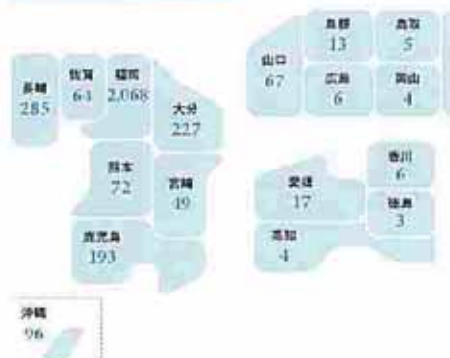 島根
13
鳥取
5
山口
67
広島
6
岡山
4
長崎
285
佐賀
64
福岡
2,068
大分
227
熊本
72
宮崎
49
鹿児島
193
愛媛
17
香川
6
徳島
3
高知
4
沖縄
96